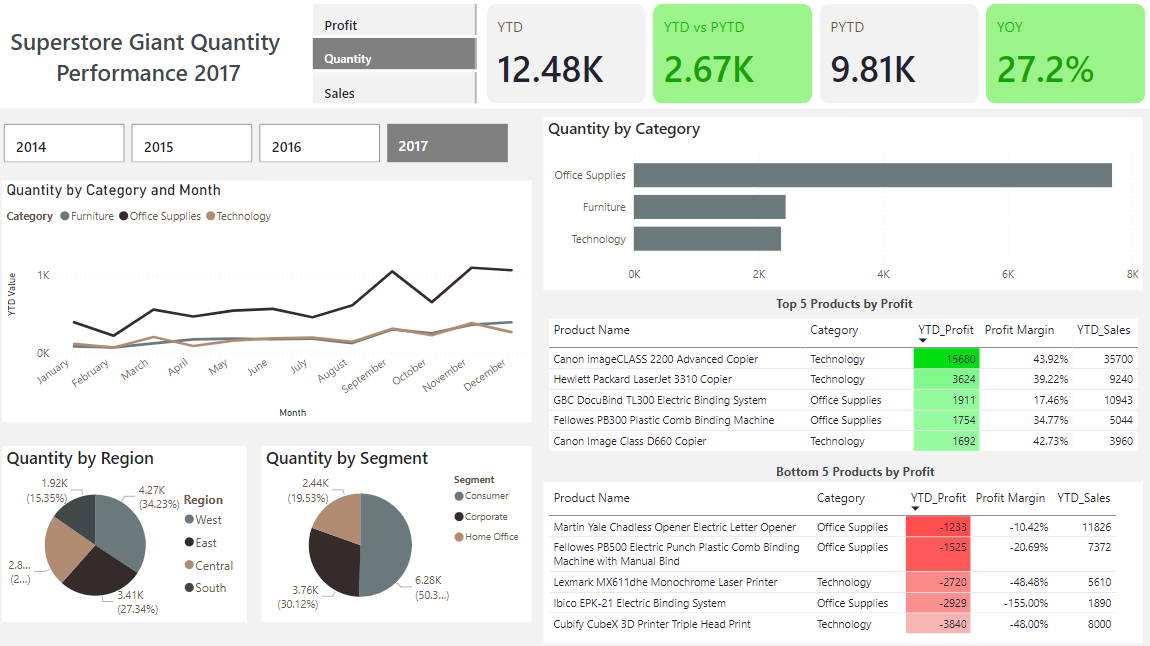 Superstore Giant Quantity
Performance 2017
Profit
Quantity
Sales
YTD
12.48K
YTD vs PYTD
2.67K
PYTD
9.81K
YOY
27.2%
2014
2015
2016
2017
Quantity by Category and Month
Category Furniture Office Supplies Technology
YTD Value
1K
0K
January
February
March
April
May
June
July
August
September
October
November
December
Month
Quantity by Category
Office Supplies
Furniture
Technology
0K 2K 4K 6K 8K
Top 5 Products by Profit
Product Name Category YTD_Profit Profit Margin YTD_Sales
Canon imageCLASS 2200 Advanced Copier Technology 15680 43.92% 35700
Hewlett Packard LaserJet 3310 Copier Technology 3624 39.22% 9240
GBC DocuBind TL300 Electric Binding System Office Supplies 1911 17.46% 10943
Fellowes PB300 Plastic Comb Binding Machine Office Supplies 1754 34.77% 5044
Canon Image Class D660 Copier Technology 1692 42.73% 3960
Quantity by Region
1.92K
(15.35%)
4.27K
(34.23%)
2.8...
(2...)
3.41K
(27.34%)
Region
West
East
Central
South
Quantity by Segment
2.44K
(19.53%)
3.76K
(30.12%)
6.28K
(50.3...)
Segment
Consumer
Corporate
Home Office
Bottom 5 Products by Profit
Product Name Category YTD_Profit Profit Margin YTD_Sales
Martin Yale Chadless Opener Electric Letter Opener Office Supplies -1233 -10.42% 11826
Fellowes PB500 Electric Punch Plastic Comb Binding Office Supplies -1525 -20.69% 7372
Machine with Manual Bind
Lexmark MX611dhe Monochrome Laser Printer Technology -2720 -48.48% 5610
Ibico EPK-21 Electric Binding System Office Supplies -2929 -155.00% 1890
Cubify CubeX 3D Printer Triple Head Print Technology -3840 -48.00% 8000